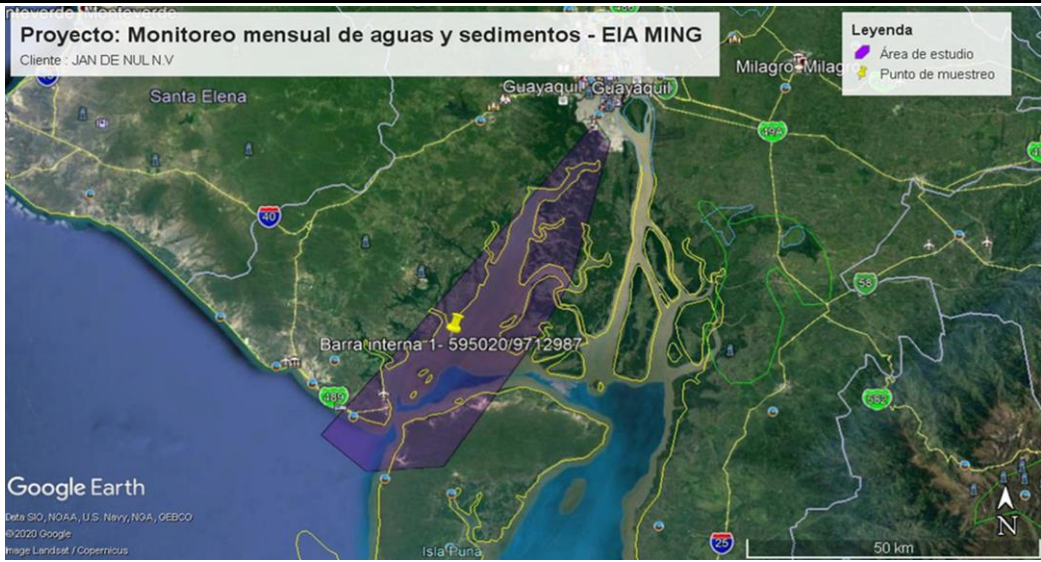 Monteverde
Proyecto: Monitoreo mensual de aguas y sedimentos - EIA MING
Cliente : JAN DE NUL N.V
Leyenda
Área de estudio
Punto de muestreo
Santa Elena
Guayaquil Guayaquil
Milagro Milagro
49A
40
Barra interna 1- 595020/9712987
58
489
582
Google Earth
Data SIO, NOAA, U.S. Navy, NGA, GEBCO
©2020 Google
Image Landsat / Copernicus
Isla Puna
25
N
50 km